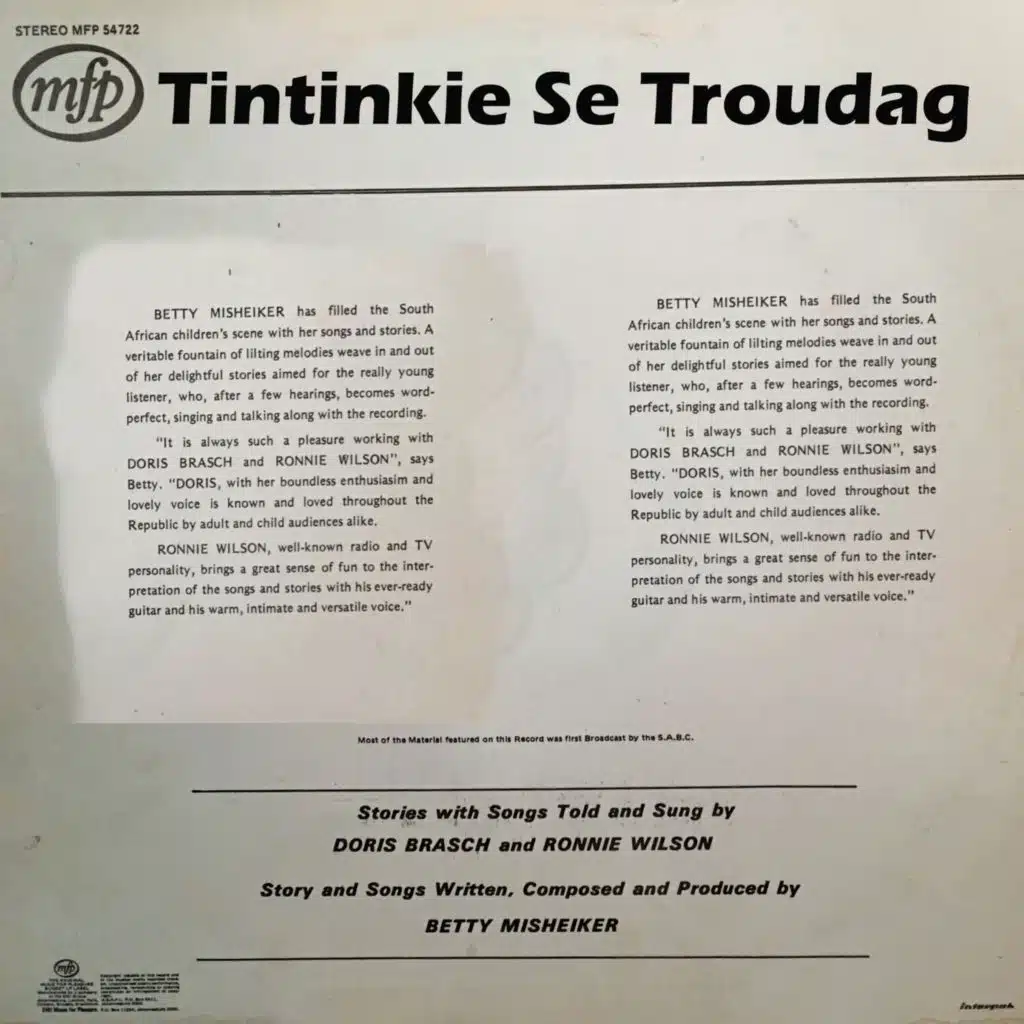 STEREO MFP 54722
mfp Tintinkie Se Troudag
BETTY MISHEIKER has filled the South
African children's scene with her songs and stories. A
veritable fountain of lilting melodies weave in and out
of her delightful stories aimed for the really young
listener, who, after a few hearings, becomes word-
perfect, singing and talking along with the recording.
"It is always such a pleasure working with
DORIS BRASCH and RONNIE WILSON", says
Betty. "DORIS, with her boundless enthusiasim and
lovely voice is known and loved throughout the
Republic by adult and child audiences alike.
RONNIE WILSON, well-known radio and TV
personality, brings a great sense of fun to the inter-
pretation of the songs and stories with his ever-ready
guitar and his warm, intimate and versatile voice."
BETTY MISHEIKER has filled the South
African children's scene with her songs and stories. A
veritable fountain of lilting melodies weave in and out
of her delightful stories aimed for the really young
listener, who, after a few hearings, becomes word-
perfect, singing and talking along with the recording.
"It is always such a pleasure working with
DORIS BRASCH and RONNIE WILSON", says
Betty. "DORIS, with her boundless enthusiasim and
lovely voice is known and loved throughout the
Republic by adult and child audiences alike.
RONNIE WILSON, well-known radio and TV
personality, brings a great sense of fun to the inter-
pretation of the songs and stories with his ever-ready
guitar and his warm, intimate and versatile voice."
Most of the Material featured on this Record was first Broadcast by the S.A.B.C.
Stories with Songs Told and Sung by
DORIS BRASCH and RONNIE WILSON
Story and Songs Written, Composed and Produced by
BETTY MISHEIKER
mfp
Interpak